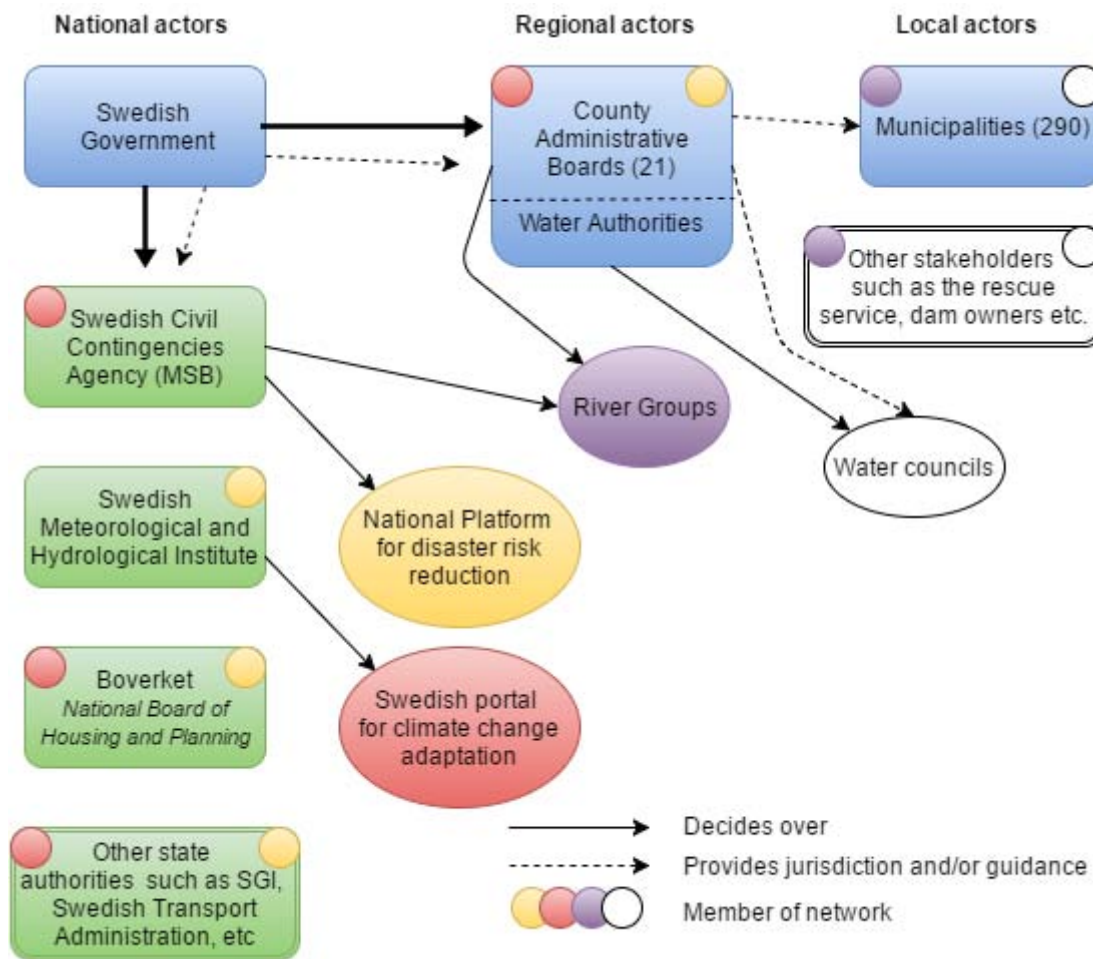 National actors
Regional actors
Local actors
Swedish
Government
County
Administrative
Boards (21)
Water Authorities
Municipalities (290)
Other stakeholders
such as the rescue
service, dam owners etc.
Swedish Civil
Contingencies
Agency (MSB)
River Groups
Water councils
Swedish
Meteorological and
Hydrological Institute
National Platform
for disaster risk
reduction
Boverket
National Board of
Housing and Planning
Swedish portal
for climate change
adaptation
Other state
authorities such as SGI,
Swedish Transport
Administration, etc
Decides over
Provides jurisdiction and/or guidance
Member of network